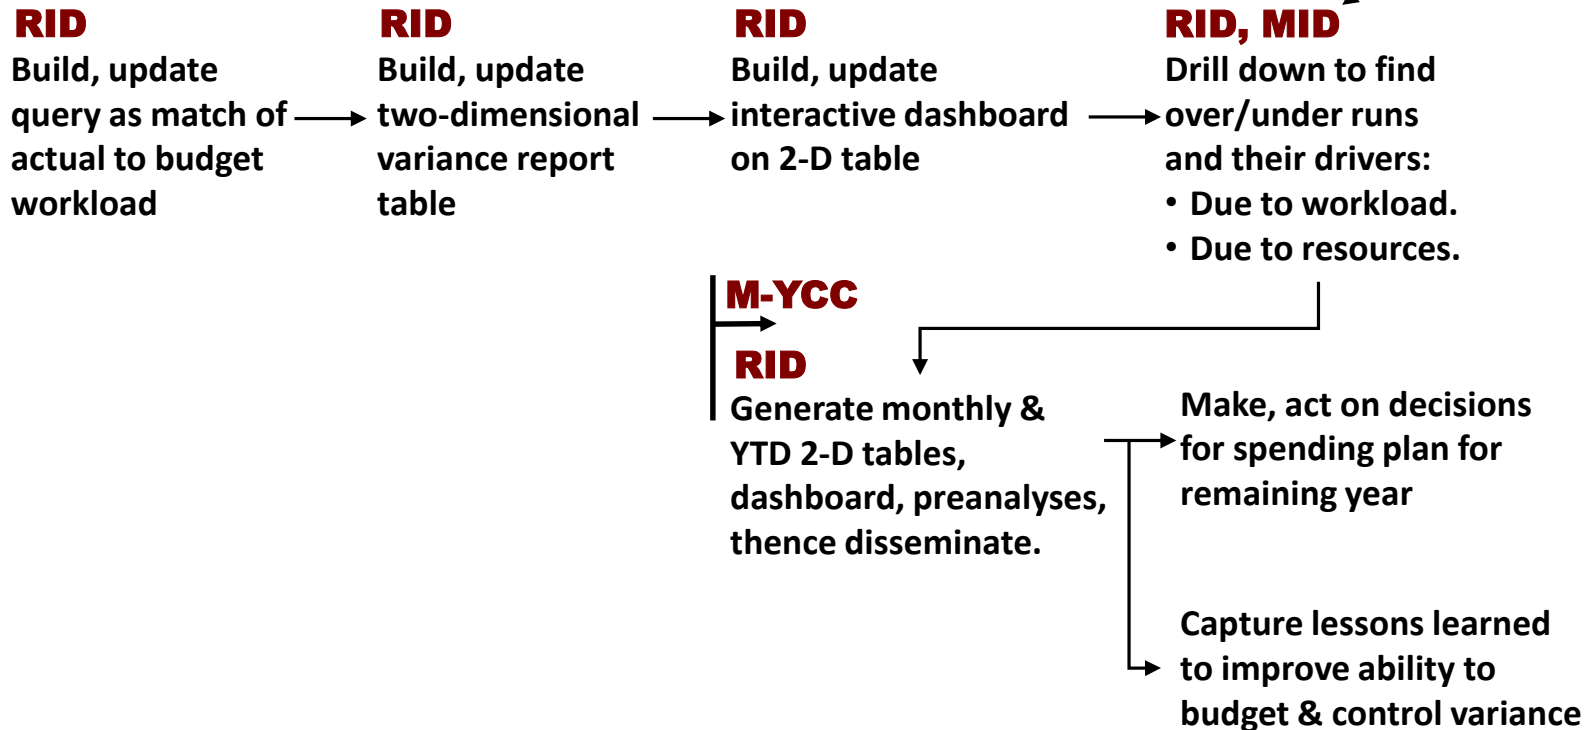 RID
Build, update
query as match of
actual to budget
workload
RID
Build, update
two-dimensional
variance report
table
RID
Build, update
interactive dashboard
on 2-D table
RID, MID
Drill down to find
over/under runs
and their drivers:
• Due to workload.
• Due to resources.
M-YCC
RID
Generate monthly &
YTD 2-D tables,
dashboard, preanalyses,
thence disseminate.
Make, act on decisions
for spending plan for
remaining year
Capture lessons learned
to improve ability to
budget & control variance